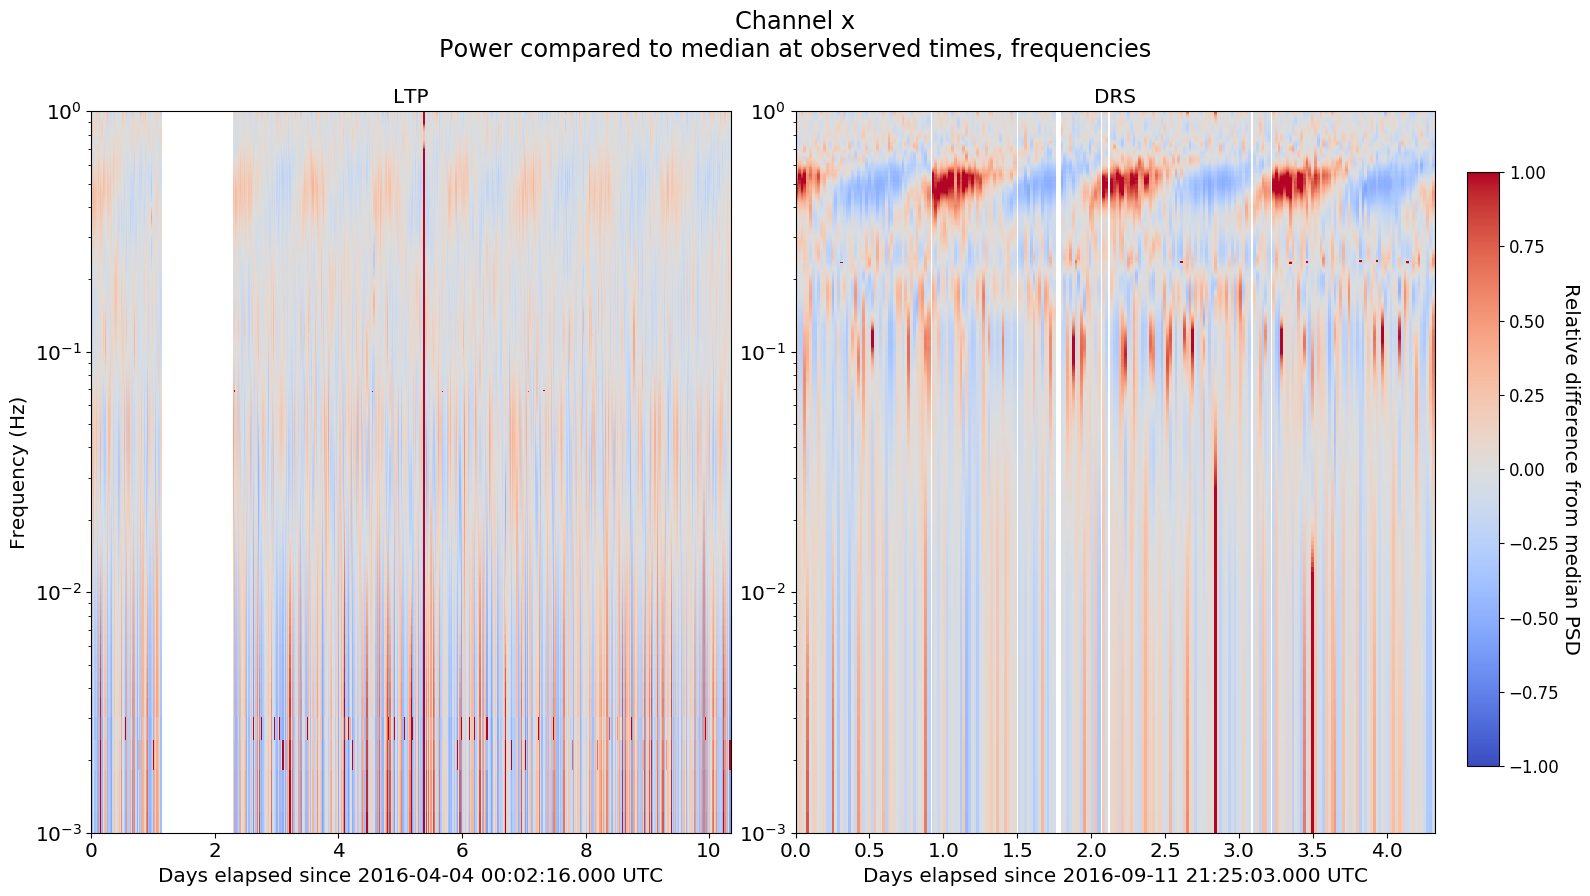 Channel x
Power compared to median at observed times, frequencies
LTP
DRS
Frequency (Hz)
10⁰
10⁻¹
10⁻²
10⁻³
0 2 4 6 8 10
Days elapsed since 2016-04-04 00:02:16.000 UTC
10⁰
10⁻¹
10⁻²
10⁻³
0.0 0.5 1.0 1.5 2.0 2.5 3.0 3.5 4.0
Days elapsed since 2016-09-11 21:25:03.000 UTC
1.00
0.75
0.50
0.25
0.00
−0.25
−0.50
−0.75
−1.00
Relative difference from median PSD